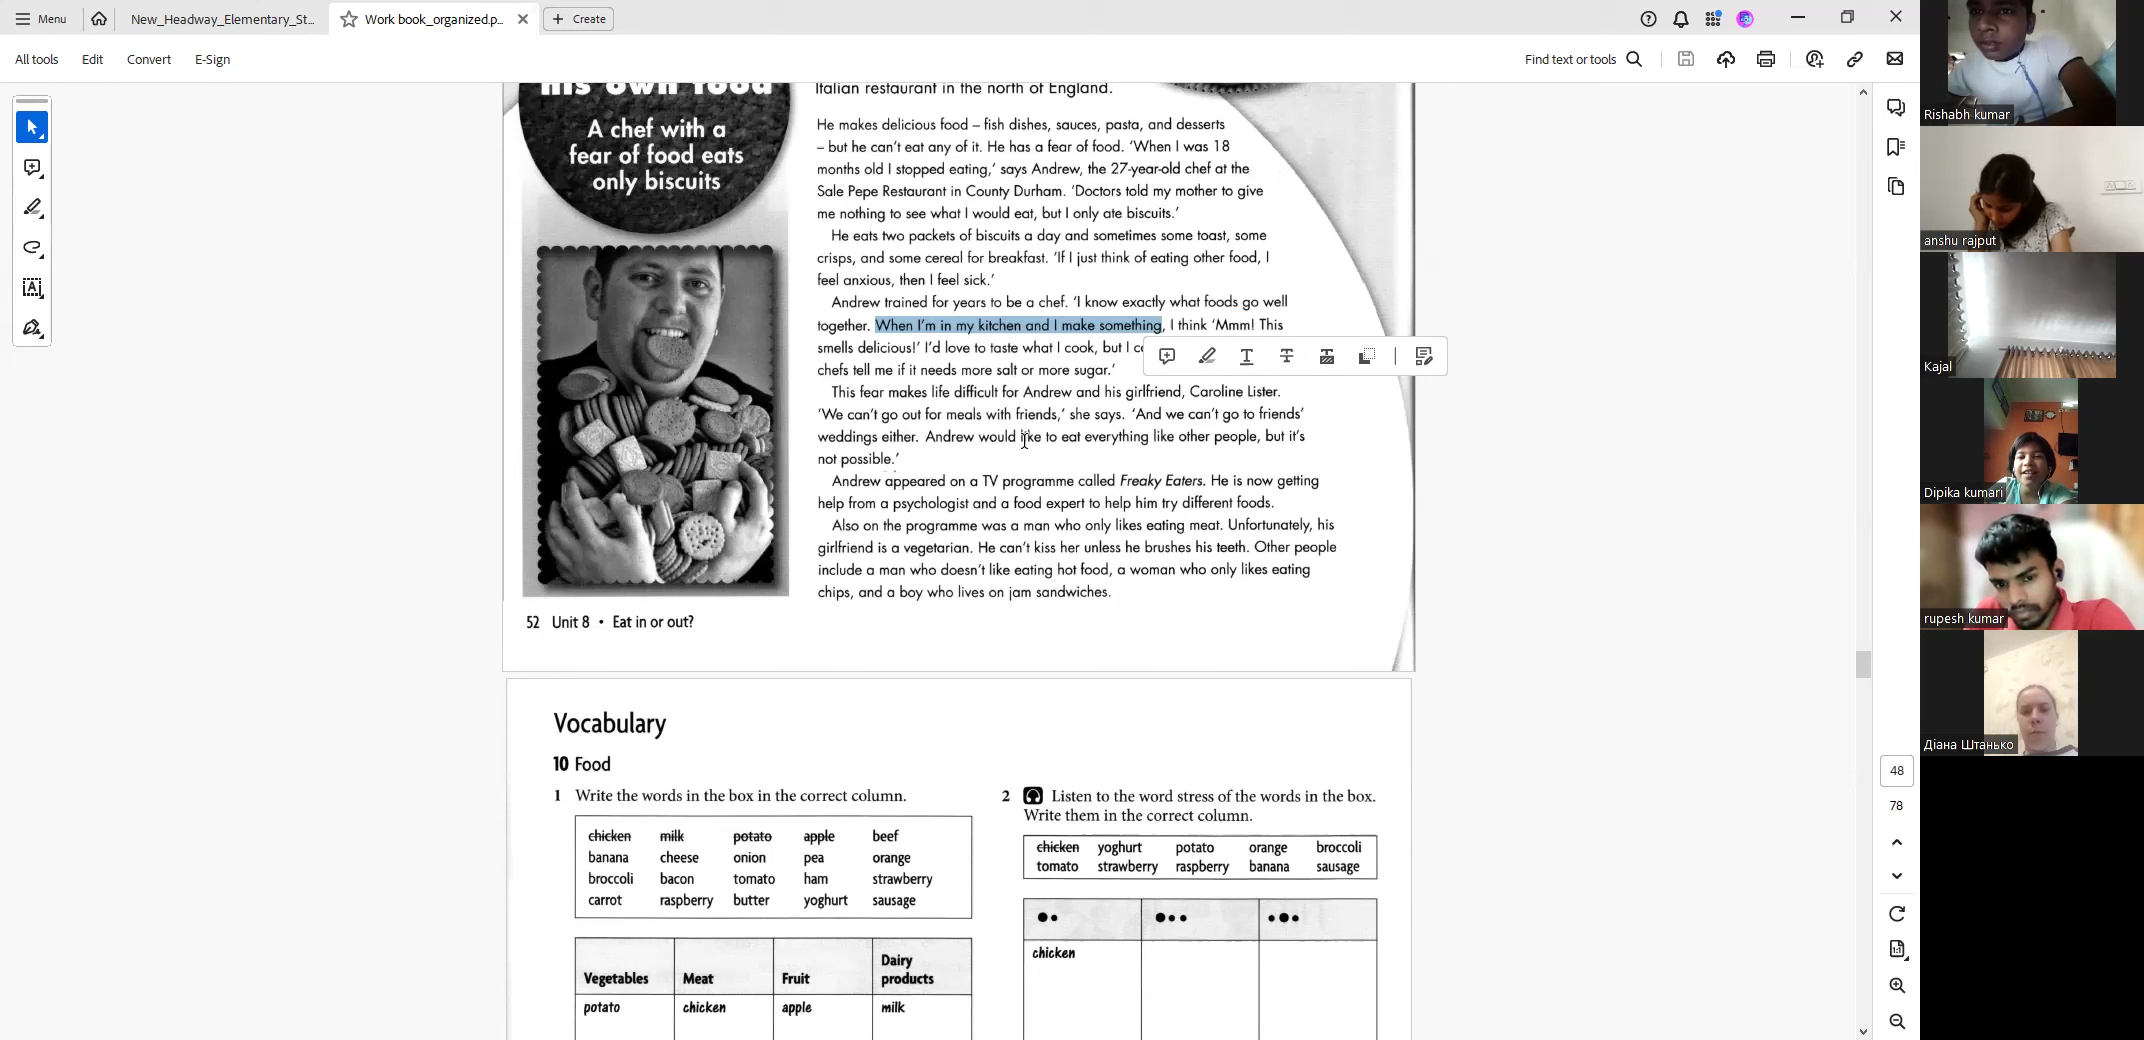 Menu
New_Headway_Elementary_St...
Work book_organized.p...
Create
All tools
Edit
Convert
E-Sign
Find text or tools
his own food
A chef with a
fear of food eats
only biscuits
Italian restaurant in the north of England.
He makes delicious food – fish dishes, sauces, pasta, and desserts
– but he can't eat any of it. He has a fear of food. 'When I was 18
months old I stopped eating,' says Andrew, the 27-year-old chef at the
Sale Pepe Restaurant in County Durham. 'Doctors told my mother to give
me nothing to see what I would eat, but I only ate biscuits.'
He eats two packets of biscuits a day and sometimes some toast, some
crisps, and some cereal for breakfast. 'If I just think of eating other food, I
feel anxious, then I feel sick.'
Andrew trained for years to be a chef. 'I know exactly what foods go well
together. When I'm in my kitchen and I make something, I think 'Mmm! This
smells delicious!' I'd love to taste what I cook, but I c
chefs tell me if it needs more salt or more sugar.'
This fear makes life difficult for Andrew and his girlfriend, Caroline Lister.
'We can't go out for meals with friends,' she says. 'And we can't go to friends'
weddings either. Andrew would like to eat everything like other people, but it's
not possible.'
Andrew appeared on a TV programme called Freaky Eaters. He is now getting
help from a psychologist and a food expert to help him try different foods.
Also on the programme was a man who only likes eating meat. Unfortunately, his
girlfriend is a vegetarian. He can't kiss her unless he brushes his teeth. Other people
include a man who doesn't like eating hot food, a woman who only likes eating
chips, and a boy who lives on jam sandwiches.
52 Unit 8 • Eat in or out?
Vocabulary
10 Food
1 Write the words in the box in the correct column.
chicken milk potato apple beef
banana cheese onion pea orange
broccoli bacon tomato ham strawberry
carrot raspberry butter yoghurt sausage
Vegetables Meat Fruit Dairy products
potato chicken apple milk
2 Listen to the word stress of the words in the box.
Write them in the correct column.
chicken yoghurt potato orange broccoli
tomato strawberry raspberry banana sausage
chicken
48
78
Rishabh kumar
anshu rajput
Kajal
Dipika kumari
rupesh kumar
Діана Штанько